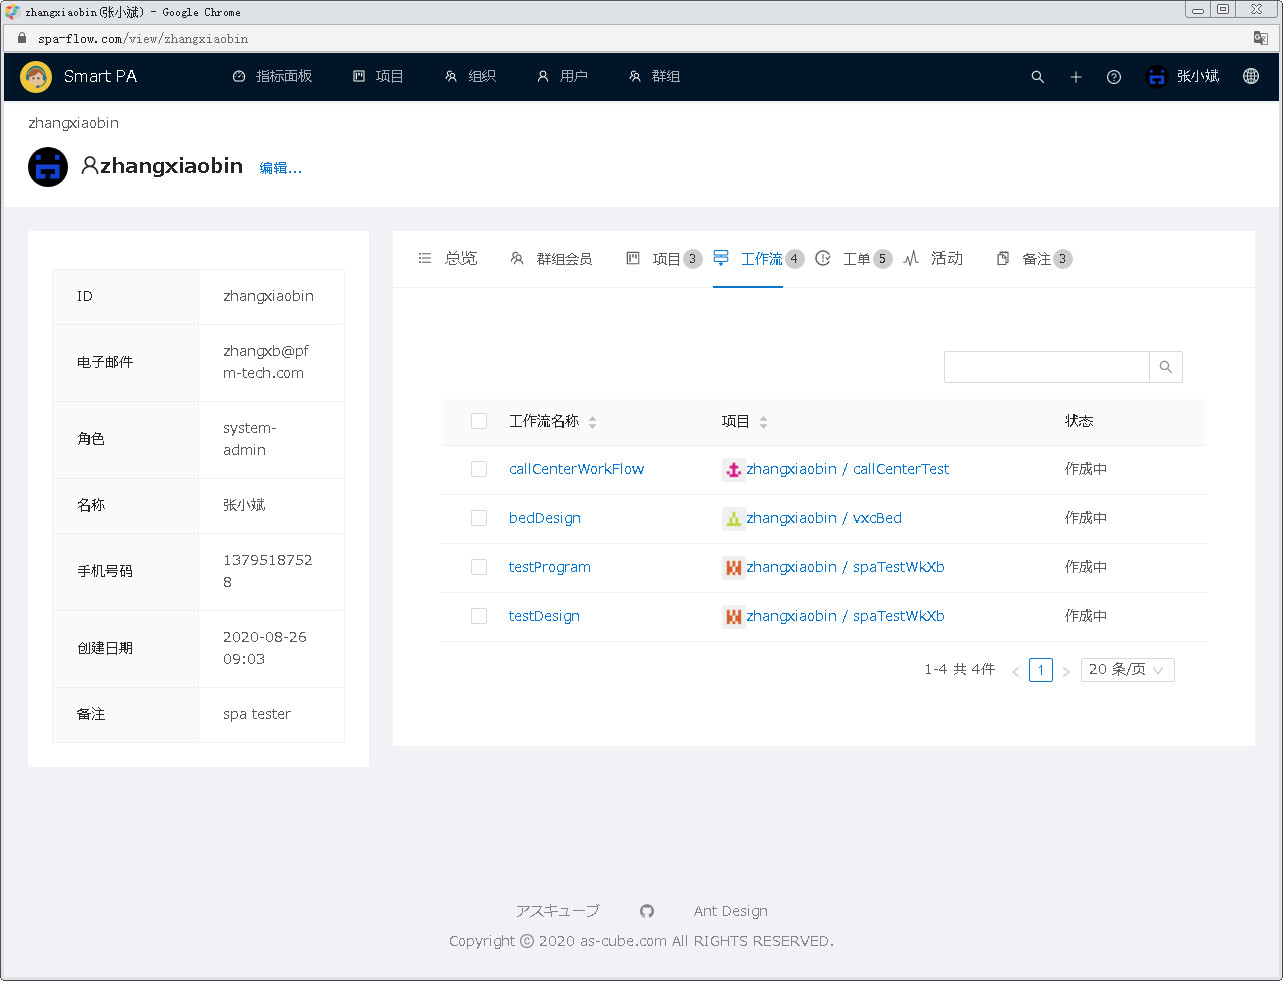 zhangxiaobin(张小斌) - Google Chrome
spa-flow.com/view/zhangxiaobin
Smart PA 指标面板 项目 组织 用户 群组 张小斌
zhangxiaobin
zhangxiaobin 编辑...
总览 群组会员 项目 3 工作流 4 工单 5 活动 备注 3
ID zhangxiaobin
电子邮件 zhangxb@pf
m-tech.com
角色 system-
admin
名称 张小斌
手机号码 1379518752
8
创建日期 2020-08-26
09:03
备注 spa tester
工作流名称 项目 状态
callCenterWorkFlow zhangxiaobin / callCenterTest 作成中
bedDesign zhangxiaobin / vxcBed 作成中
testProgram zhangxiaobin / spaTestWkXb 作成中
testDesign zhangxiaobin / spaTestWkXb 作成中
1-4 共 4件 < 1 > 20 条/页
アスキューブ Ant Design
Copyright © 2020 as-cube.com All RIGHTS RESERVED.